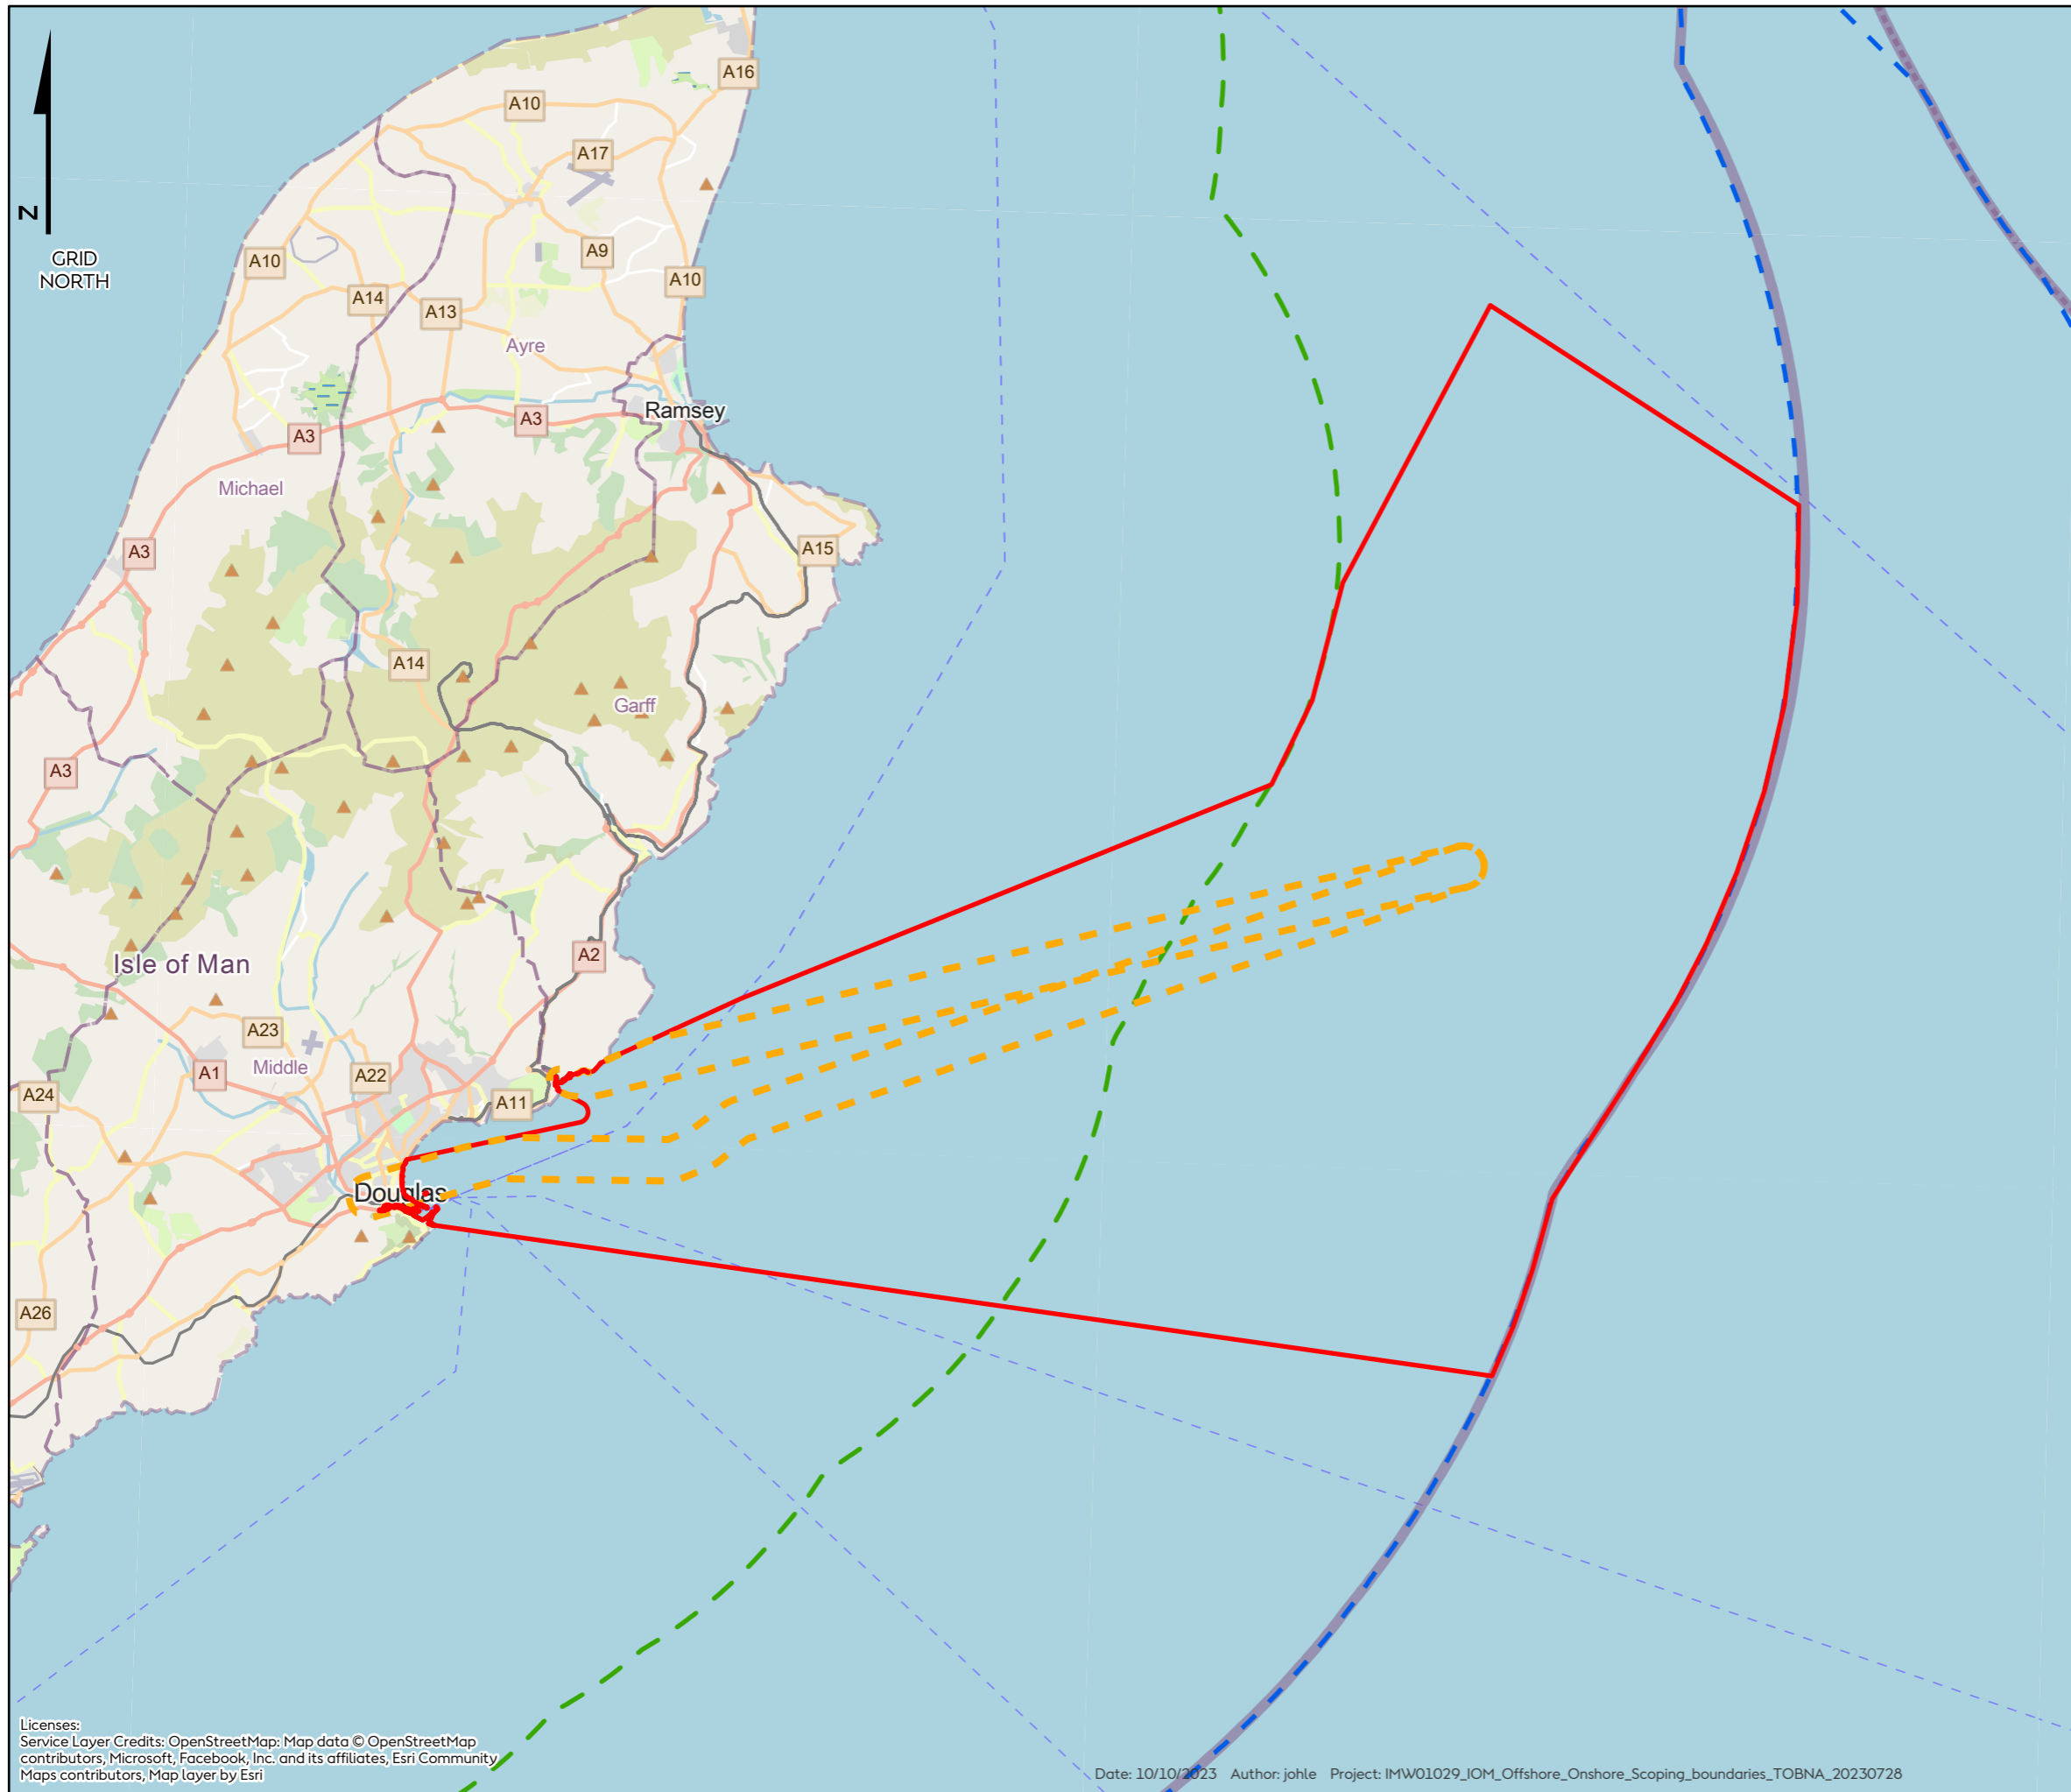 A16
A10
A17
N
A9
GRID
NORTH
A10
A10
A14
A13
Ayre
Ramsey
A3
A3
Michael
A3
A15
A14
Garff
A3
A2
Isle of Man
A23
Middle
A1
A22
A24
A11
Douglas
A26
Licenses:
Service Layer Credits: OpenStreetMap: Map data © OpenStreetMap
contributors, Microsoft, Facebook, Inc. and its affiliates, Esri Community
Maps contributors, Map layer by Esri
Date: 10/10/2023 Author: johle Project: IMW01029_IOM_Offshore_Onshore_Scoping_boundaries_TOBNA_20230728